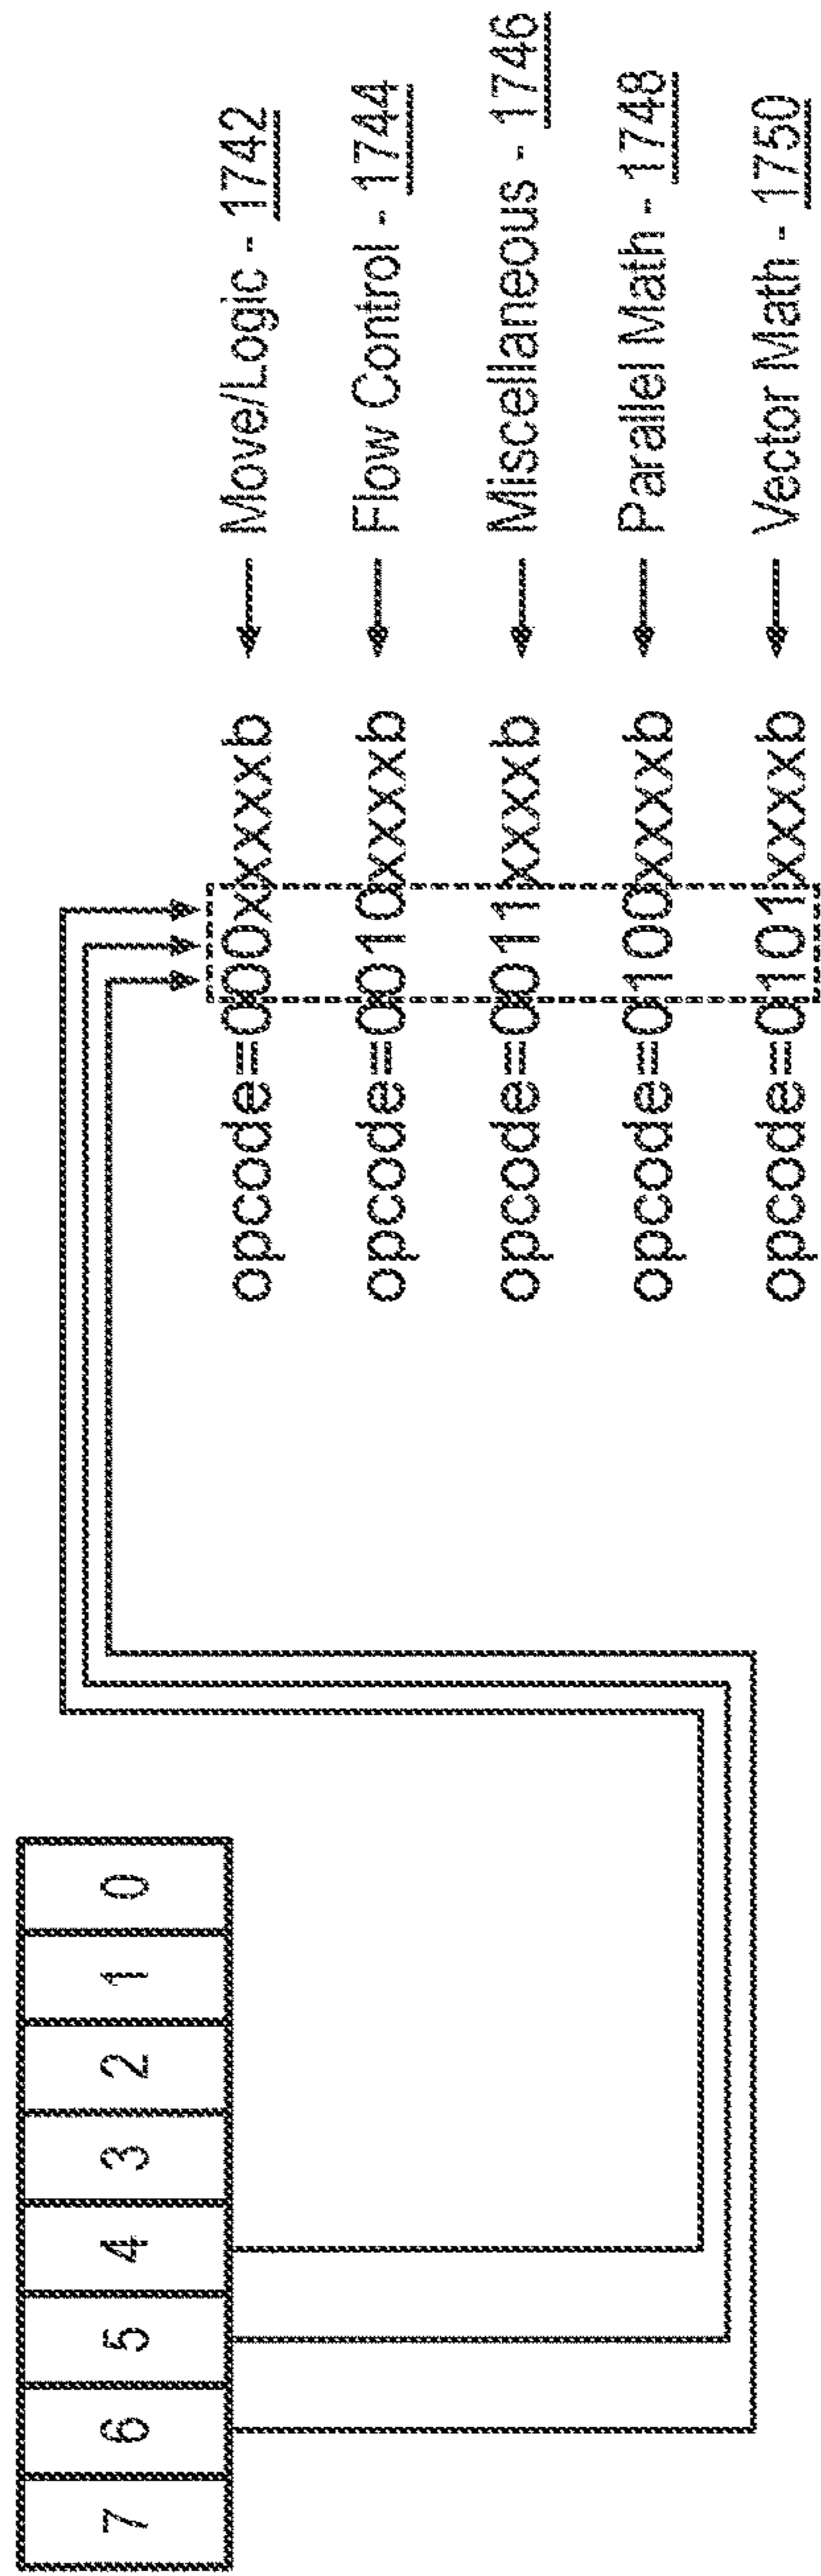 7 6 5 4 3 2 1 0
opcode=000xxxxxb Move/Logic - 1742
opcode=0010xxxxb Flow Control - 1744
opcode=0011xxxxb Miscellaneous - 1746
opcode=0100xxxxb Parallel Math - 1748
opcode=0101xxxxb Vector Math - 1750